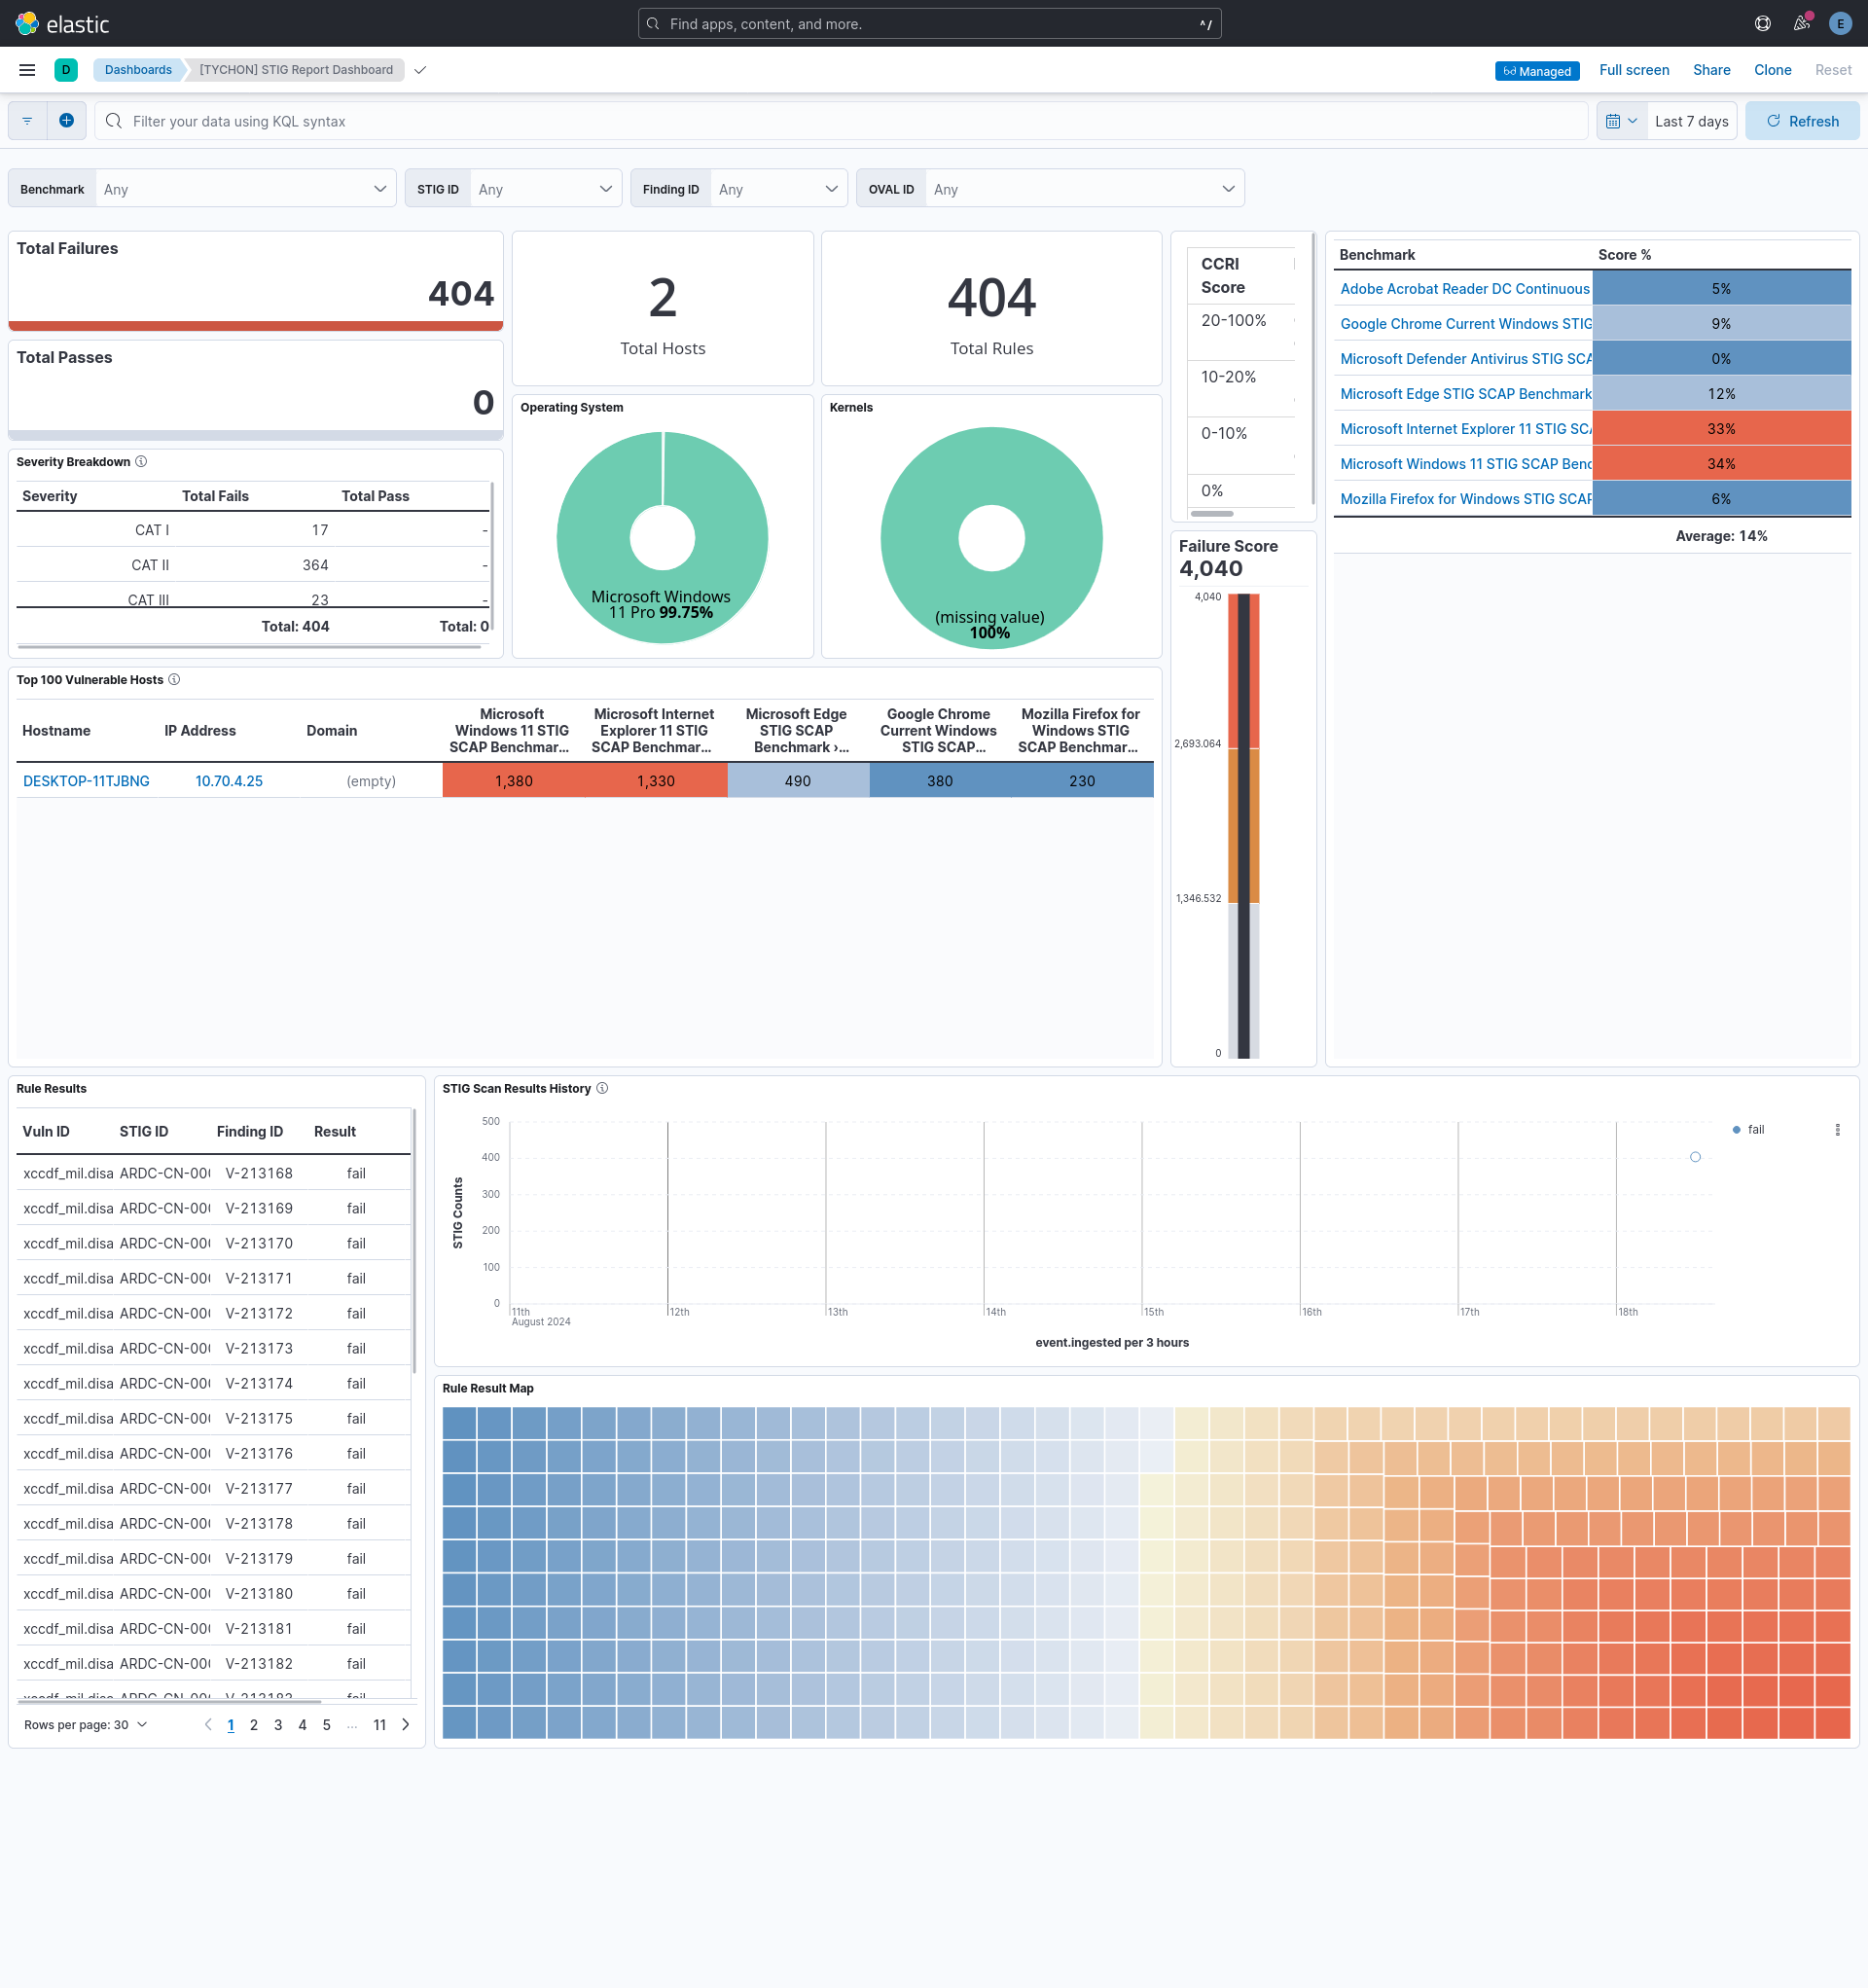 elastic
Find apps, content, and more.
^/
E
D
Dashboards
[TYCHON] STIG Report Dashboard
Managed
Full screen
Share
Clone
Reset
Filter your data using KQL syntax
Last 7 days
Refresh
Benchmark
Any
STIG ID
Any
Finding ID
Any
OVAL ID
Any
Total Failures
404
Total Passes
0
2
Total Hosts
404
Total Rules
CCRI
Score
20-100%
10-20%
0-10%
0%
Benchmark Score %
Adobe Acrobat Reader DC Continuous 5%
Google Chrome Current Windows STIG 9%
Microsoft Defender Antivirus STIG SCA 0%
Microsoft Edge STIG SCAP Benchmark 12%
Microsoft Internet Explorer 11 STIG SCA 33%
Microsoft Windows 11 STIG SCAP Benc 34%
Mozilla Firefox for Windows STIG SCAP 6%
Average: 14%
Severity Breakdown
Severity Total Fails Total Pass
CAT I 17 -
CAT II 364 -
CAT III 23 -
Total: 404 Total: 0
Operating System
Microsoft Windows
11 Pro 99.75%
Kernels
(missing value)
100%
Failure Score
4,040
4,040
2,693.064
1,346.532
0
Top 100 Vulnerable Hosts
Hostname
IP Address
Domain
Microsoft
Windows 11 STIG
SCAP Benchmar...
Microsoft Internet
Explorer 11 STIG
SCAP Benchmar...
Microsoft Edge
STIG SCAP
Benchmark ›...
Google Chrome
Current Windows
STIG SCAP...
Mozilla Firefox for
Windows STIG
SCAP Benchmar...
DESKTOP-11TJBNG 10.70.4.25 (empty) 1,380 1,330 490 380 230
Rule Results
Vuln ID STIG ID Finding ID Result
xccdf_mil.disa ARDC-CN-00( V-213168 fail
xccdf_mil.disa ARDC-CN-00( V-213169 fail
xccdf_mil.disa ARDC-CN-00( V-213170 fail
xccdf_mil.disa ARDC-CN-00( V-213171 fail
xccdf_mil.disa ARDC-CN-00( V-213172 fail
xccdf_mil.disa ARDC-CN-00( V-213173 fail
xccdf_mil.disa ARDC-CN-00( V-213174 fail
xccdf_mil.disa ARDC-CN-00( V-213175 fail
xccdf_mil.disa ARDC-CN-00( V-213176 fail
xccdf_mil.disa ARDC-CN-00( V-213177 fail
xccdf_mil.disa ARDC-CN-00( V-213178 fail
xccdf_mil.disa ARDC-CN-00( V-213179 fail
xccdf_mil.disa ARDC-CN-00( V-213180 fail
xccdf_mil.disa ARDC-CN-00( V-213181 fail
xccdf_mil.disa ARDC-CN-00( V-213182 fail
Rows per page: 30
1 2 3 4 5 ... 11
STIG Scan Results History
STIG Counts
500
400
300
200
100
0
11th 12th 13th 14th 15th 16th 17th 18th
August 2024
event.ingested per 3 hours
fail
Rule Result Map